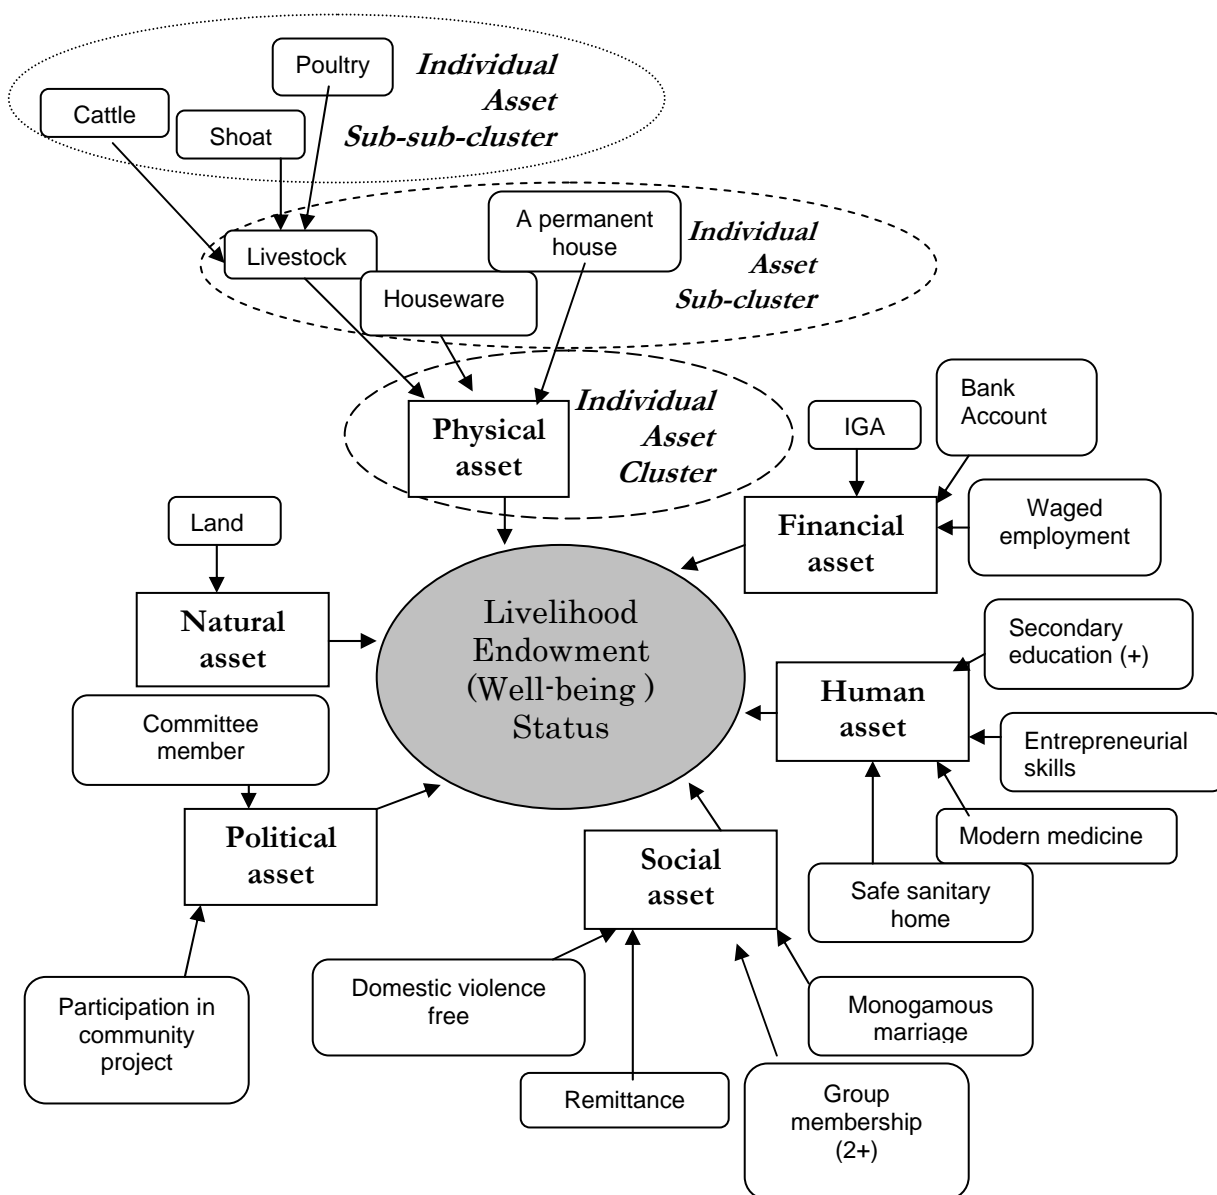 Poultry
Individual
Asset
Sub-sub-cluster
Cattle
Shoat
A permanent
house
Individual
Asset
Sub-cluster
Livestock
Houseware
Individual
Asset
Cluster
Physical
asset
Bank
Account
IGA
Waged
employment
Financial
asset
Land
Natural
asset
Livelihood
Endowment
(Well-being )
Status
Secondary
education (+)
Human
asset
Entrepreneurial
skills
Modern medicine
Safe sanitary
home
Committee
member
Political
asset
Participation in
community
project
Social
asset
Domestic violence
free
Remittance
Monogamous
marriage
Group
membership
(2+)